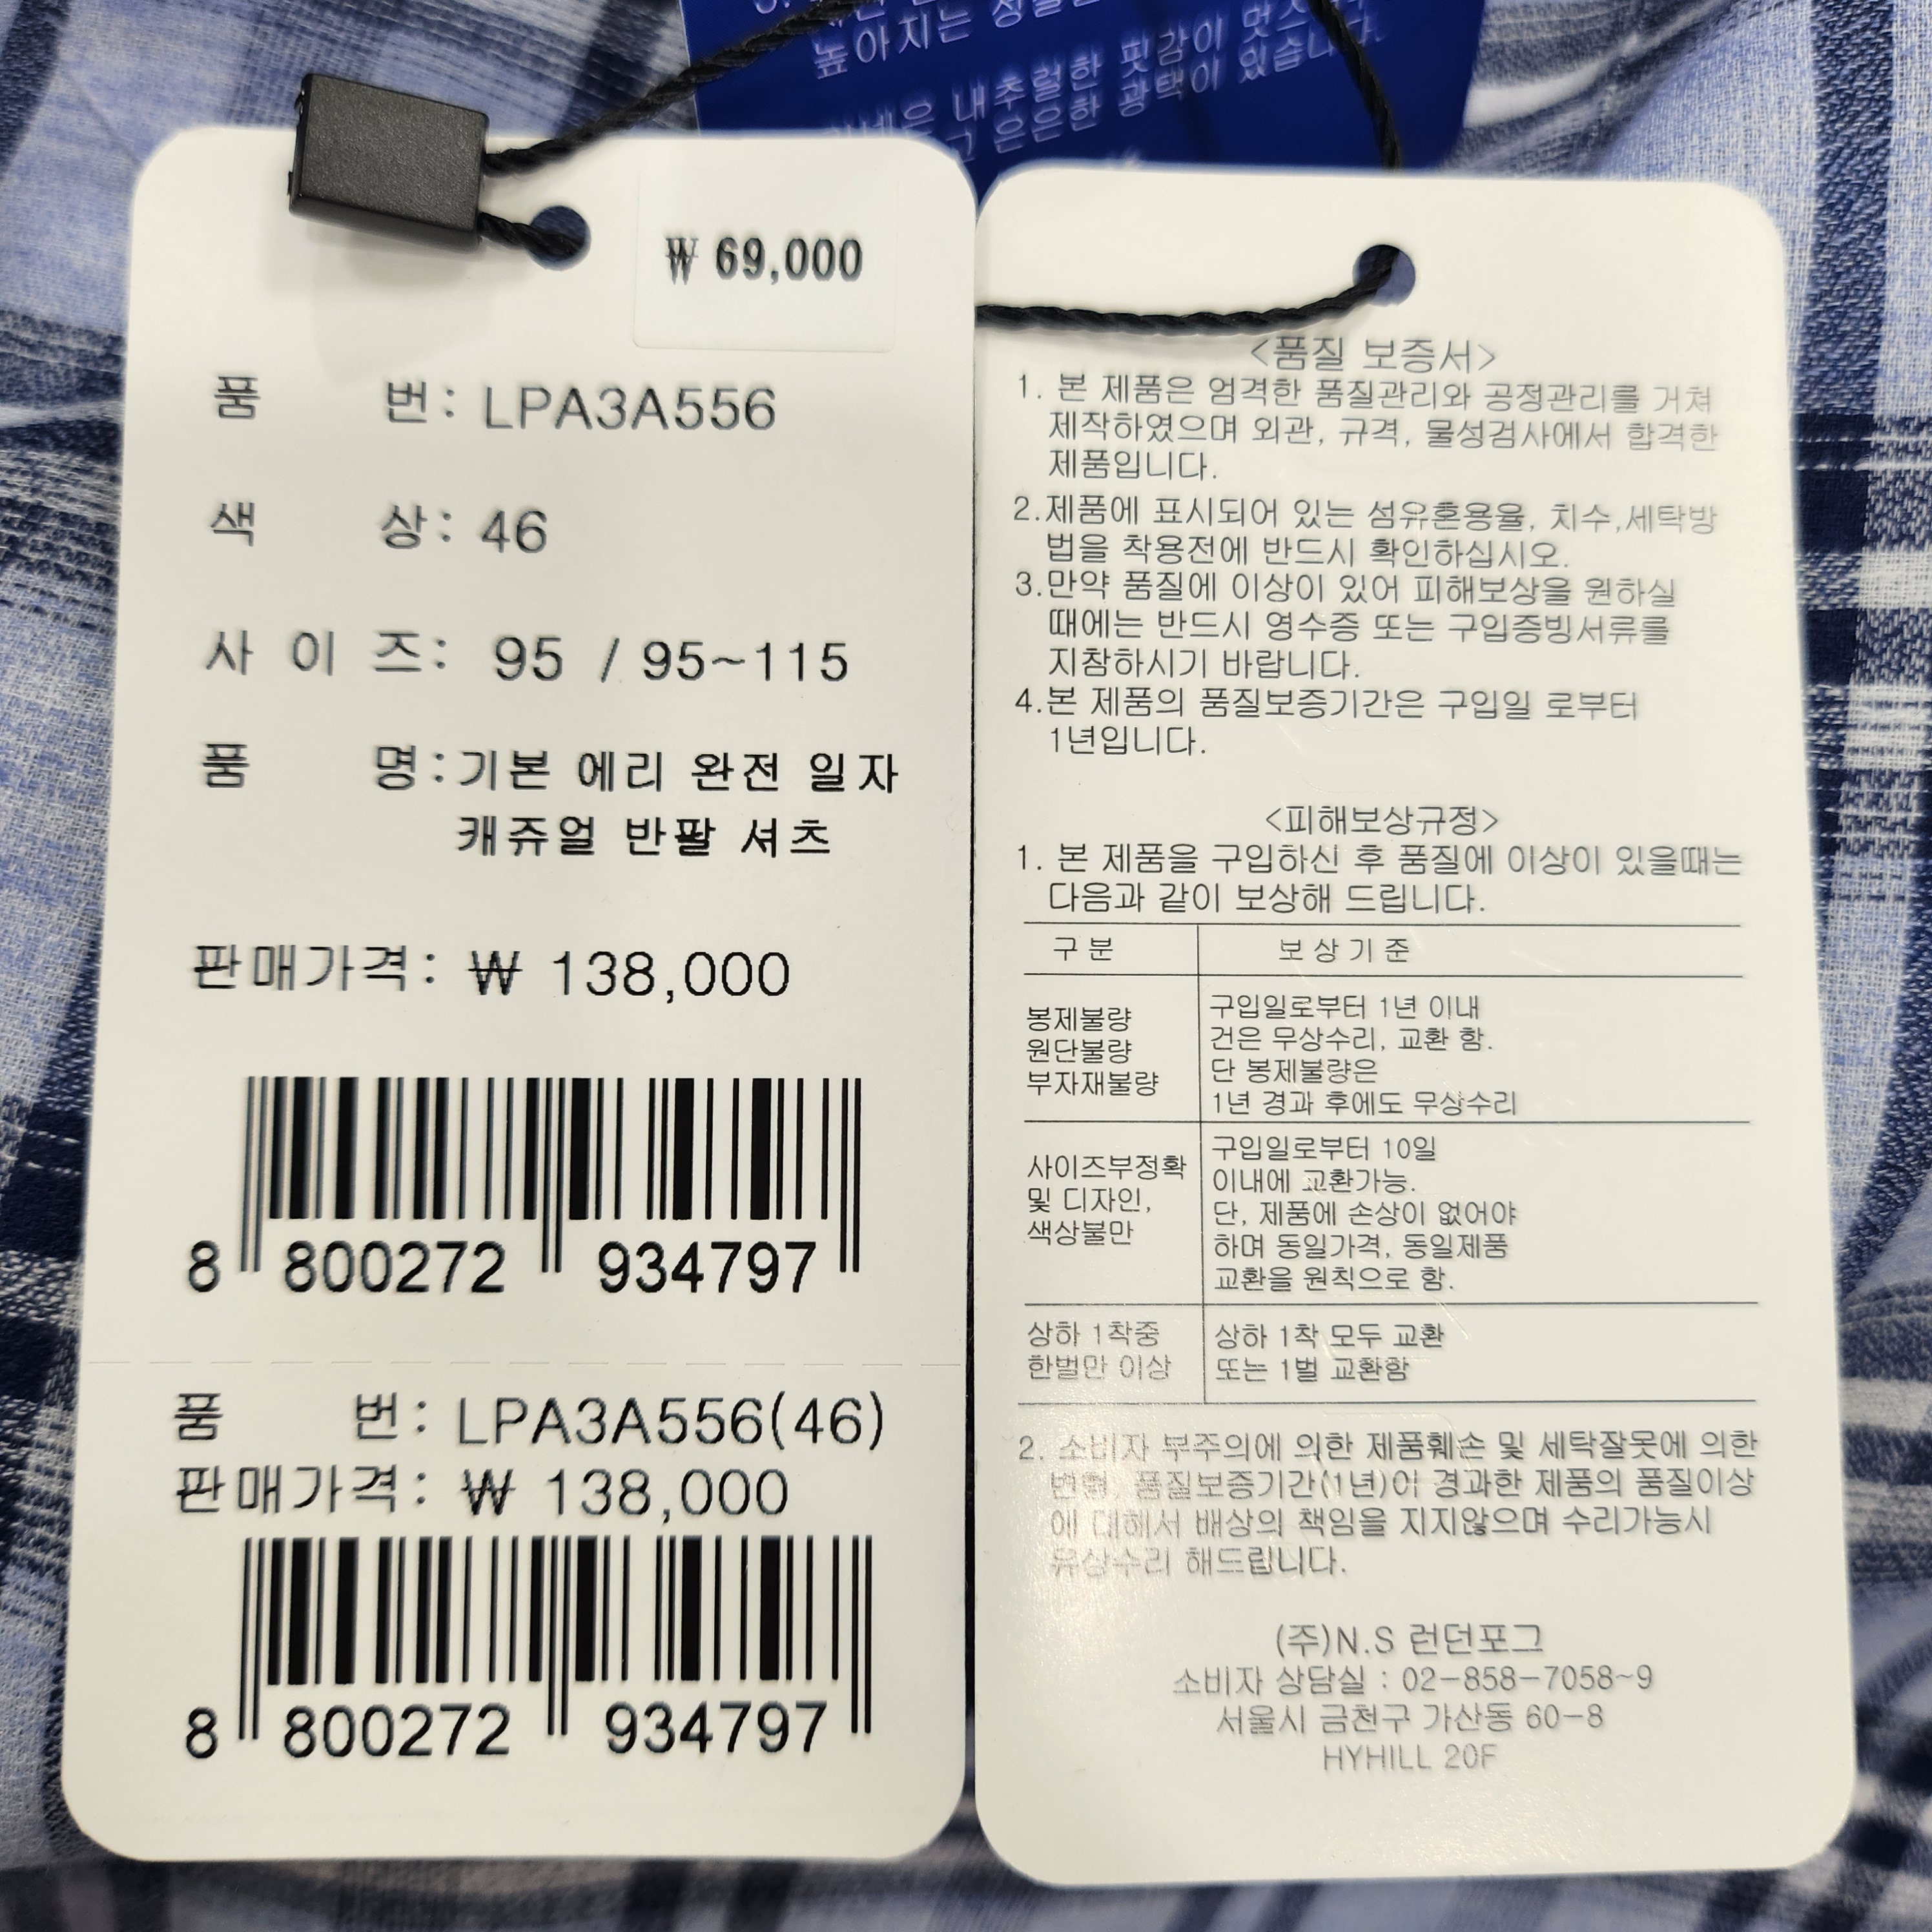 높아지는
내추럴한 핏감이
은은한 광택이 있습니다.
₩ 69,000
품 번: LPA3A556
색 상: 46
사 이 즈: 95 / 95~115
품 명: 기본 에리 완전 일자
캐쥬얼 반팔 셔츠
판매가격: ₩ 138,000
8 800272 934797
품 번: LPA3A556(46)
판매가격: ₩ 138,000
8 800272 934797
<품질 보증서>
1. 본 제품은 엄격한 품질관리와 공정관리를 거쳐
제작하였으며 외관, 규격, 물성검사에서 합격한
제품입니다.
2.제품에 표시되어 있는 섬유혼용율, 치수,세탁방
법을 착용전에 반드시 확인하십시오.
3.만약 품질에 이상이 있어 피해보상을 원하실
때에는 반드시 영수증 또는 구입증빙서류를
지참하시기 바랍니다.
4.본 제품의 품질보증기간은 구입일 로부터
1년입니다.
<피해보상규정>
1. 본 제품을 구입하신 후 품질에 이상이 있을때는
다음과 같이 보상해 드립니다.
구 분 보 상 기 준
봉제불량
원단불량
부자재불량
구입일로부터 1년 이내
건은 무상수리, 교환 함.
단 봉제불량은
1년 경과 후에도 무상수리
사이즈부정확
및 디자인,
색상불만
구입일로부터 10일
이내에 교환가능.
단, 제품에 손상이 없어야
하며 동일가격, 동일제품
교환을 원칙으로 함.
상하 1착중
한벌만 이상
상하 1착 모두 교환
또는 1벌 교환함
2. 소비자 부주의에 의한 제품훼손 및 세탁잘못에 의한
변형, 품질보증기간(1년)이 경과한 제품의 품질이상
에 대해서 배상의 책임을 지지않으며 수리가능시
유상수리 해드립니다.
(주)N.S 런던포그
소비자 상담실 : 02-858-7058~9
서울시 금천구 가산동 60-8
HYHILL 20F